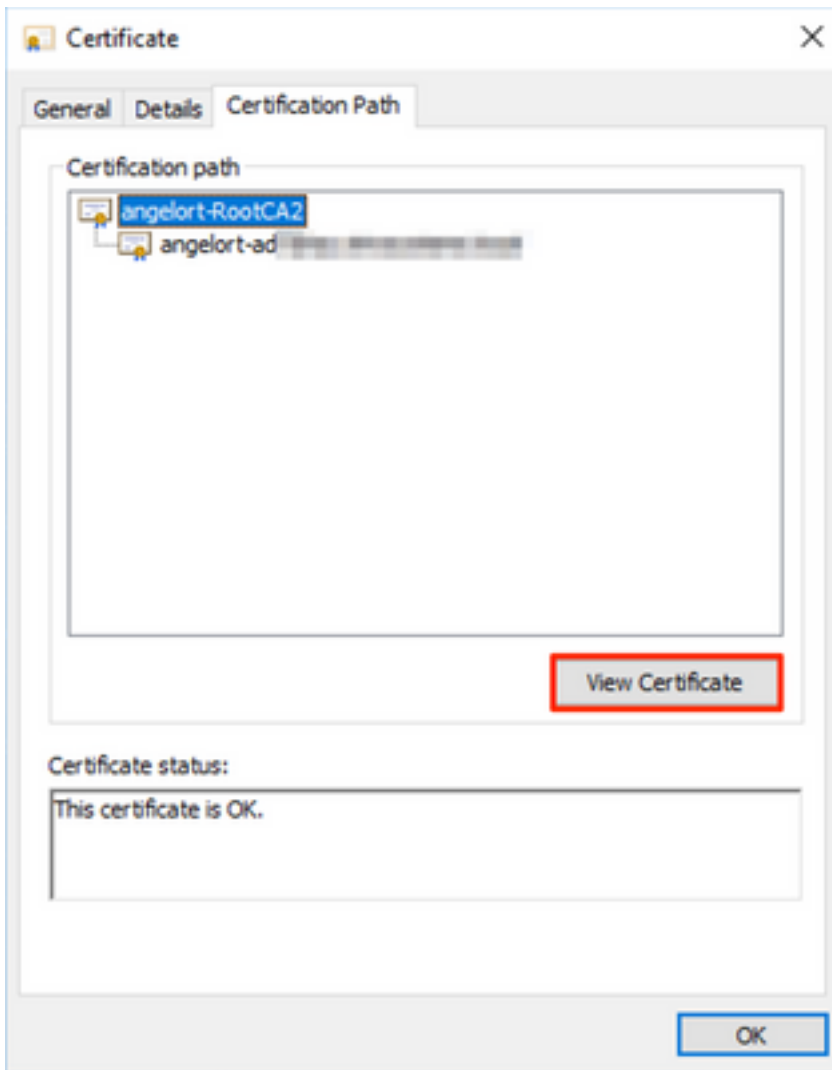 Certificate
General Details Certification Path
Certification path
angelort-RootCA2
angelort-ad
View Certificate
Certificate status:
This certificate is OK.
OK